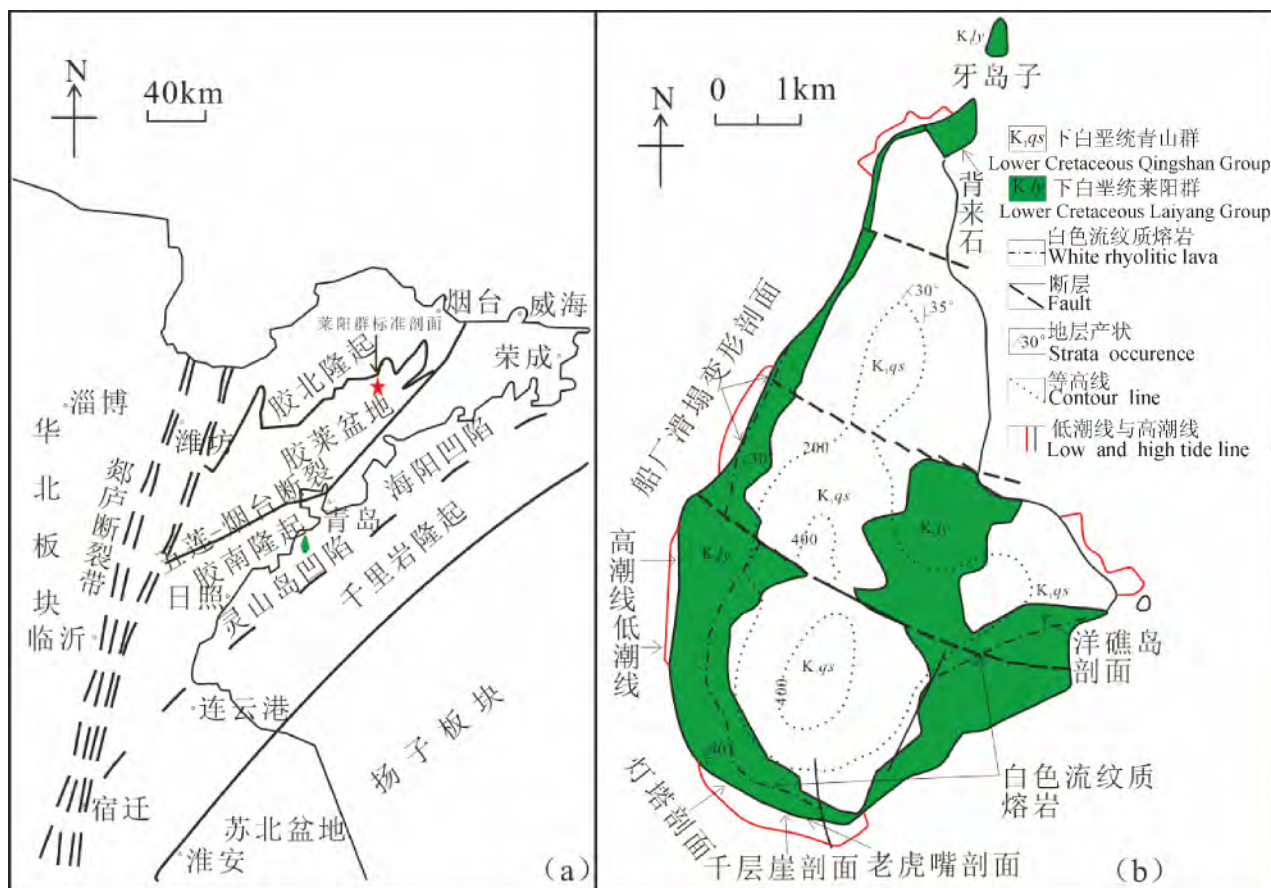 N
40km
烟台
威海
莱阳群标准剖面
荣成
胶北隆起
淄博
潍坊
胶莱盆地
华北板块
郯庐断裂带
海阳凹陷
五莲-烟台断裂
青岛
胶南隆起
千里岩隆起
日照
灵山岛凹陷
临沂
连云港
扬子板块
宿迁
苏北盆地
淮安
(a)
K₁ly
牙岛子
N
0 1km
K₁qs 下白垩统青山群
Lower Cretaceous Qingshan Group
K₁ly 下白垩统莱阳群
Lower Cretaceous Laiyang Group
白色流纹质熔岩
White rhyolitic lava
断层
Fault
30° 地层产状
Strata occurence
等高线
Contour line
低潮线与高潮线
Low and high tide line
背来石
30°
35°
K₁qs
船厂滑塌变形剖面
200
30
K₁qs
400
K₁ly
K₁ly
K₁qs
高潮线低潮线
洋礁岛
剖面
K₁qs
400
40
灯塔剖面
白色流纹质
熔岩
千层崖剖面
老虎嘴剖面
(b)